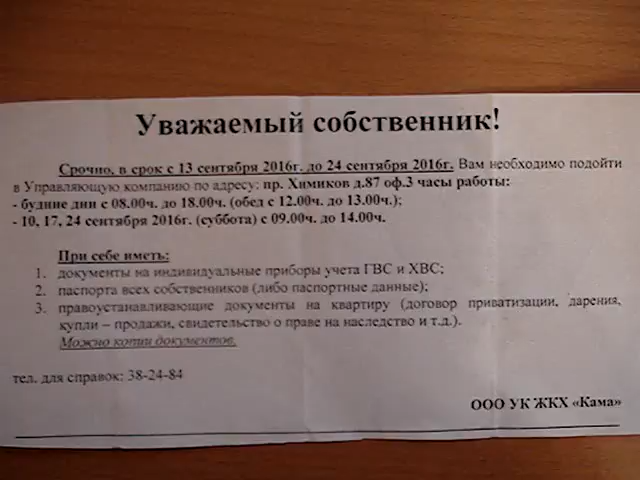 Уважаемый собственник!
Срочно, в срок с 13 сентября 2016г. до 24 сентября 2016г. Вам необходимо подойти
в Управляющую компанию по адресу: пр. Химиков д.87 оф.3 часы работы:
- будние дни с 08.00ч. до 18.00ч. (обед с 12.00ч. до 13.00ч.);
- 10, 17, 24 сентября 2016г. (суббота) с 09.00ч. до 14.00ч.
При себе иметь:
1. документы на индивидуальные приборы учета ГВС и ХВС;
2. паспорта всех собственников (либо паспортные данные);
3. правоустанавливающие документы на квартиру (договор приватизации, дарения,
купли – продажи, свидетельство о праве на наследство и т.д.).
Можно копии документов.
тел. для справок: 38-24-84
ООО УК ЖКХ «Кама»